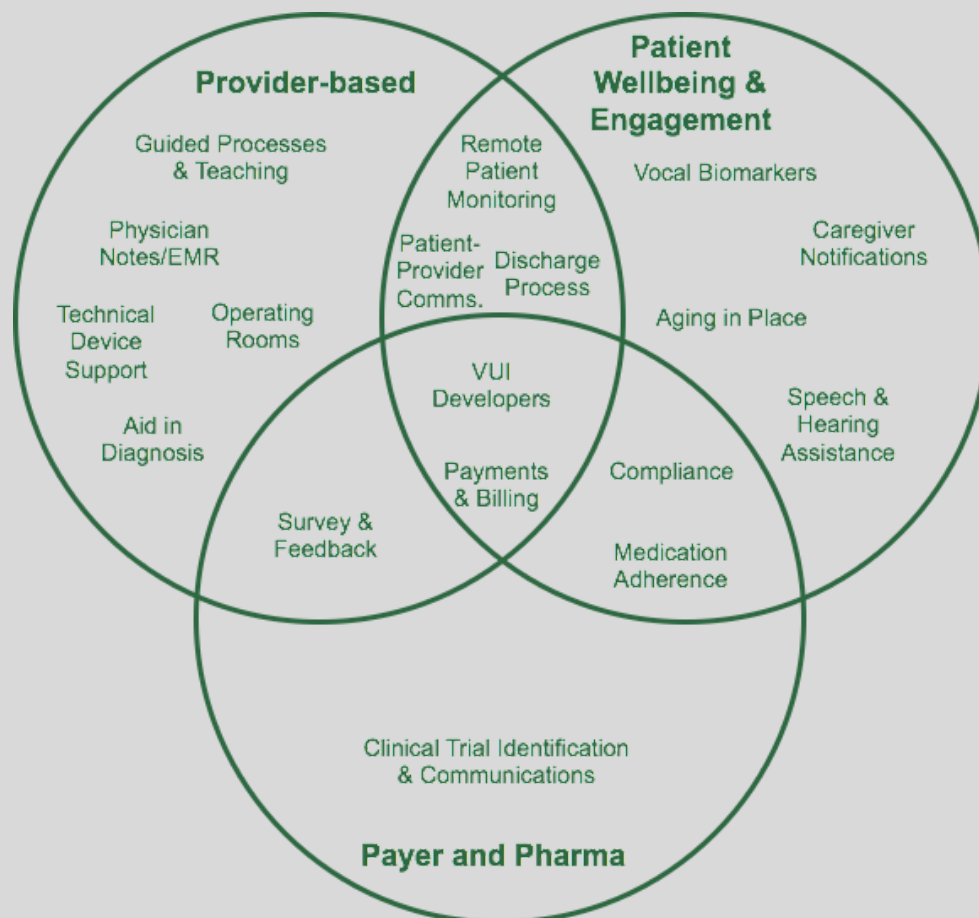 Provider-based
Guided Processes
& Teaching
Physician
Notes/EMR
Technical
Device
Support
Operating
Rooms
Aid in
Diagnosis
Remote
Patient
Monitoring
Patient-
Provider
Comms.
Discharge
Process
Patient
Wellbeing &
Engagement
Vocal Biomarkers
Caregiver
Notifications
Aging in Place
Speech &
Hearing
Assistance
VUI
Developers
Payments
& Billing
Survey &
Feedback
Compliance
Medication
Adherence
Clinical Trial Identification
& Communications
Payer and Pharma